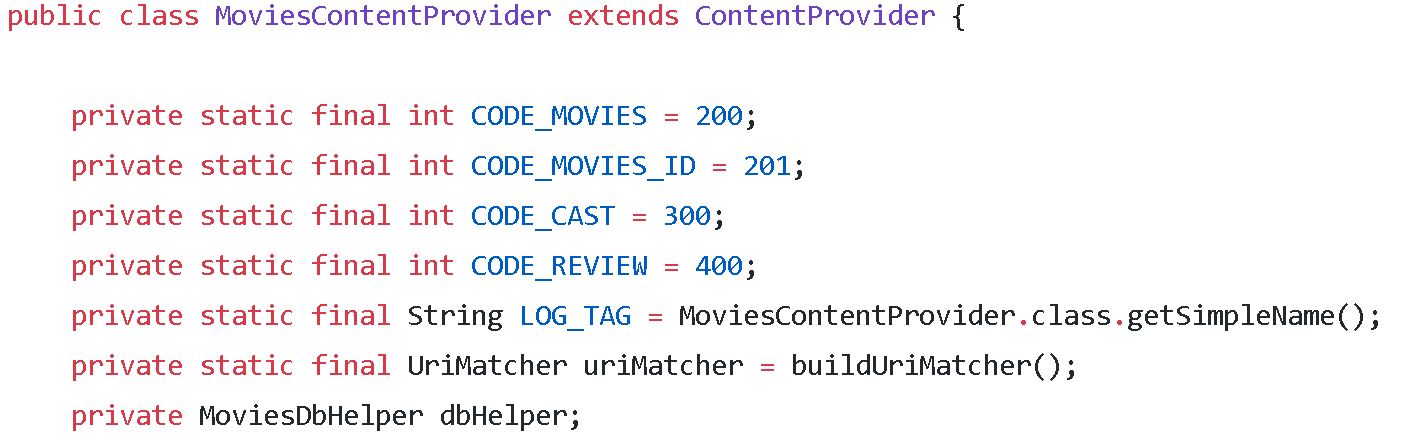 public class MoviesContentProvider extends ContentProvider {
private static final int CODE_MOVIES = 200;
private static final int CODE_MOVIES_ID = 201;
private static final int CODE_CAST = 300;
private static final int CODE_REVIEW = 400;
private static final String LOG_TAG = MoviesContentProvider.class.getSimpleName();
private static final UriMatcher uriMatcher = buildUriMatcher();
private MoviesDbHelper dbHelper;